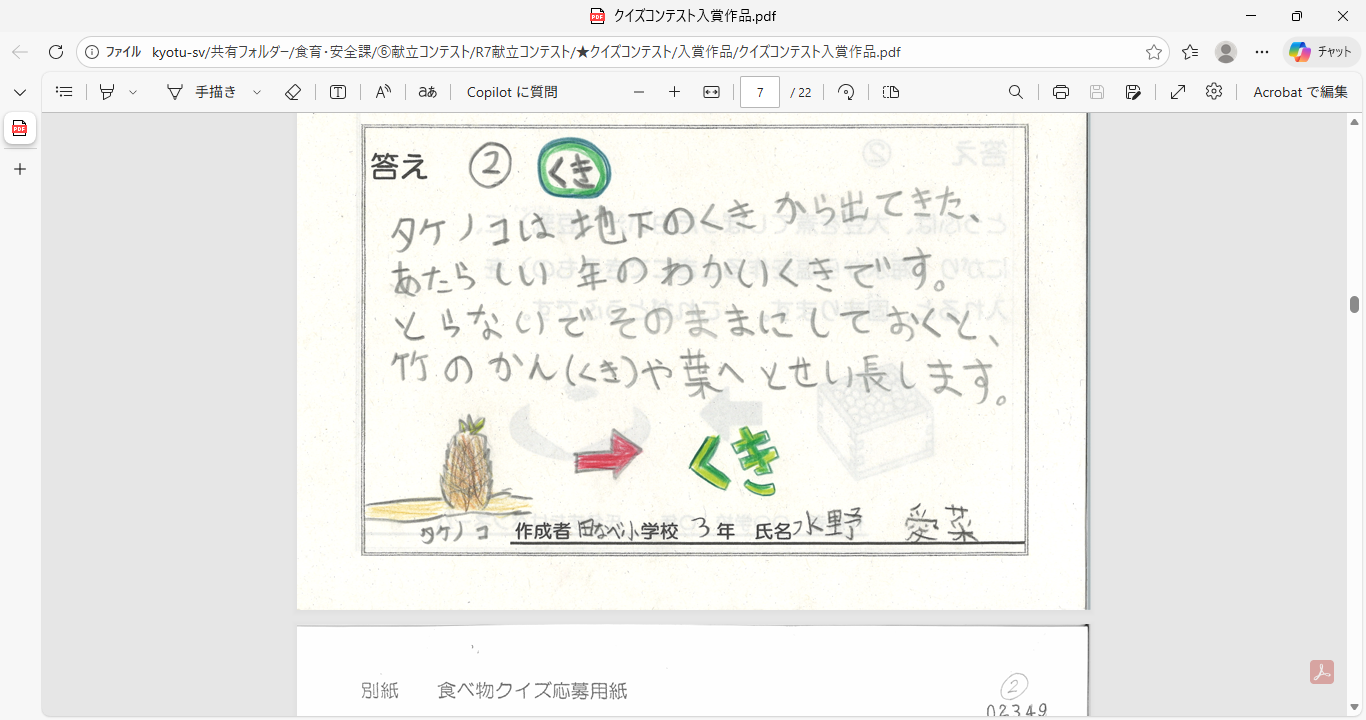 クイズコンテスト入賞作品.pdf
ファイル kyotu-sv/共有フォルダー/食育・安全課/⑥献立コンテスト/R7献立コンテスト/★クイズコンテスト/入賞作品/クイズコンテスト入賞作品.pdf
チャット
手描き
aあ
Copilot に質問
7 / 22
Acrobat で編集
答え ② くき
タケノコは地下のくきから出てきた、
あたらしい年のわかいくきです。
とらないでそのままにしておくと、
竹のかん(くき)や葉へとせい長します。
くき
タケノコ
作成者 田なべ小学校 3年 氏名 水野 愛菜
別紙 食べ物クイズ応募用紙
②
02349